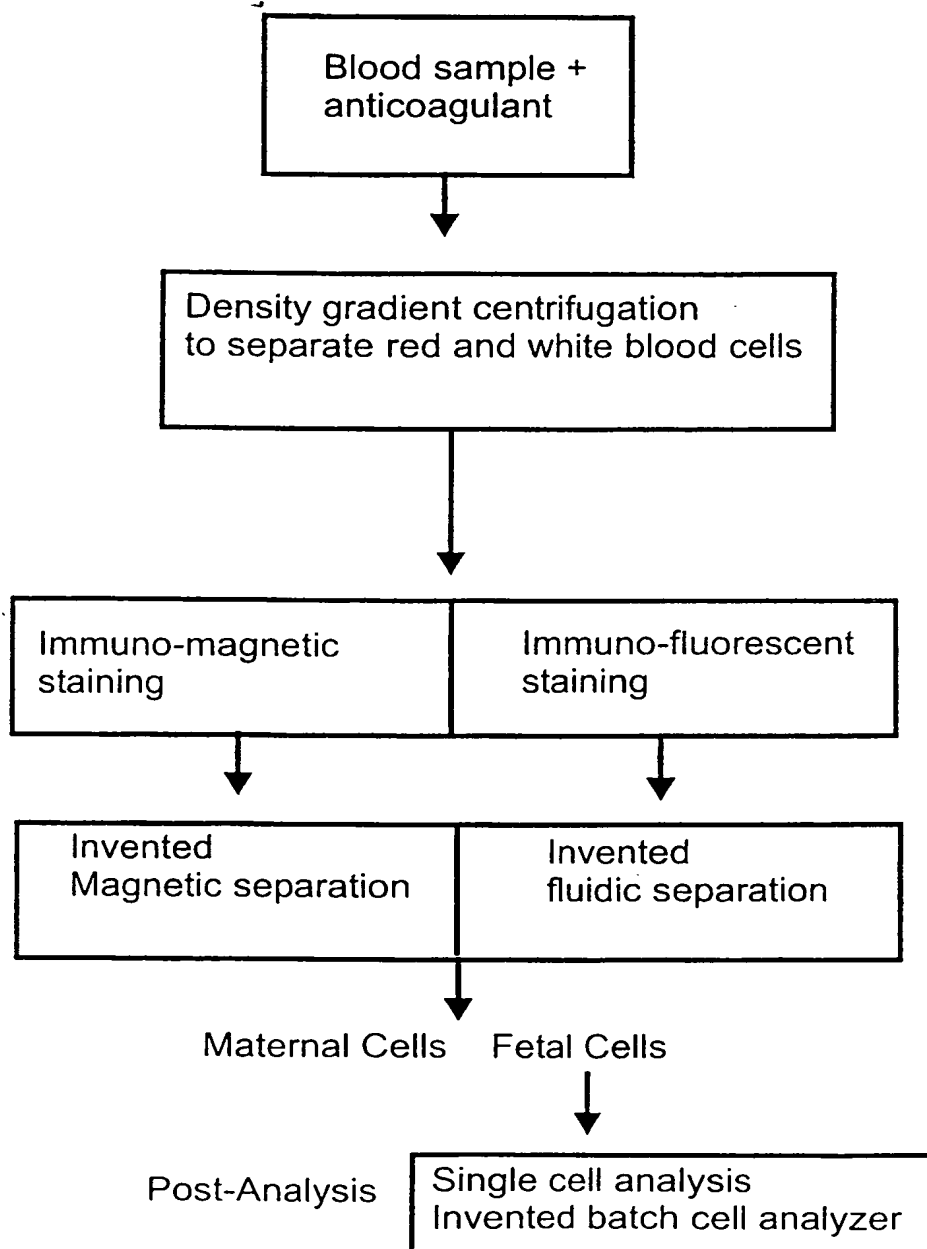 Blood sample +
anticoagulant
Density gradient centrifugation
to separate red and white blood cells
Immuno-magnetic
staining
Immuno-fluorescent
staining
Invented
Magnetic separation
Invented
fluidic separation
Maternal Cells Fetal Cells
Post-Analysis
Single cell analysis
Invented batch cell analyzer